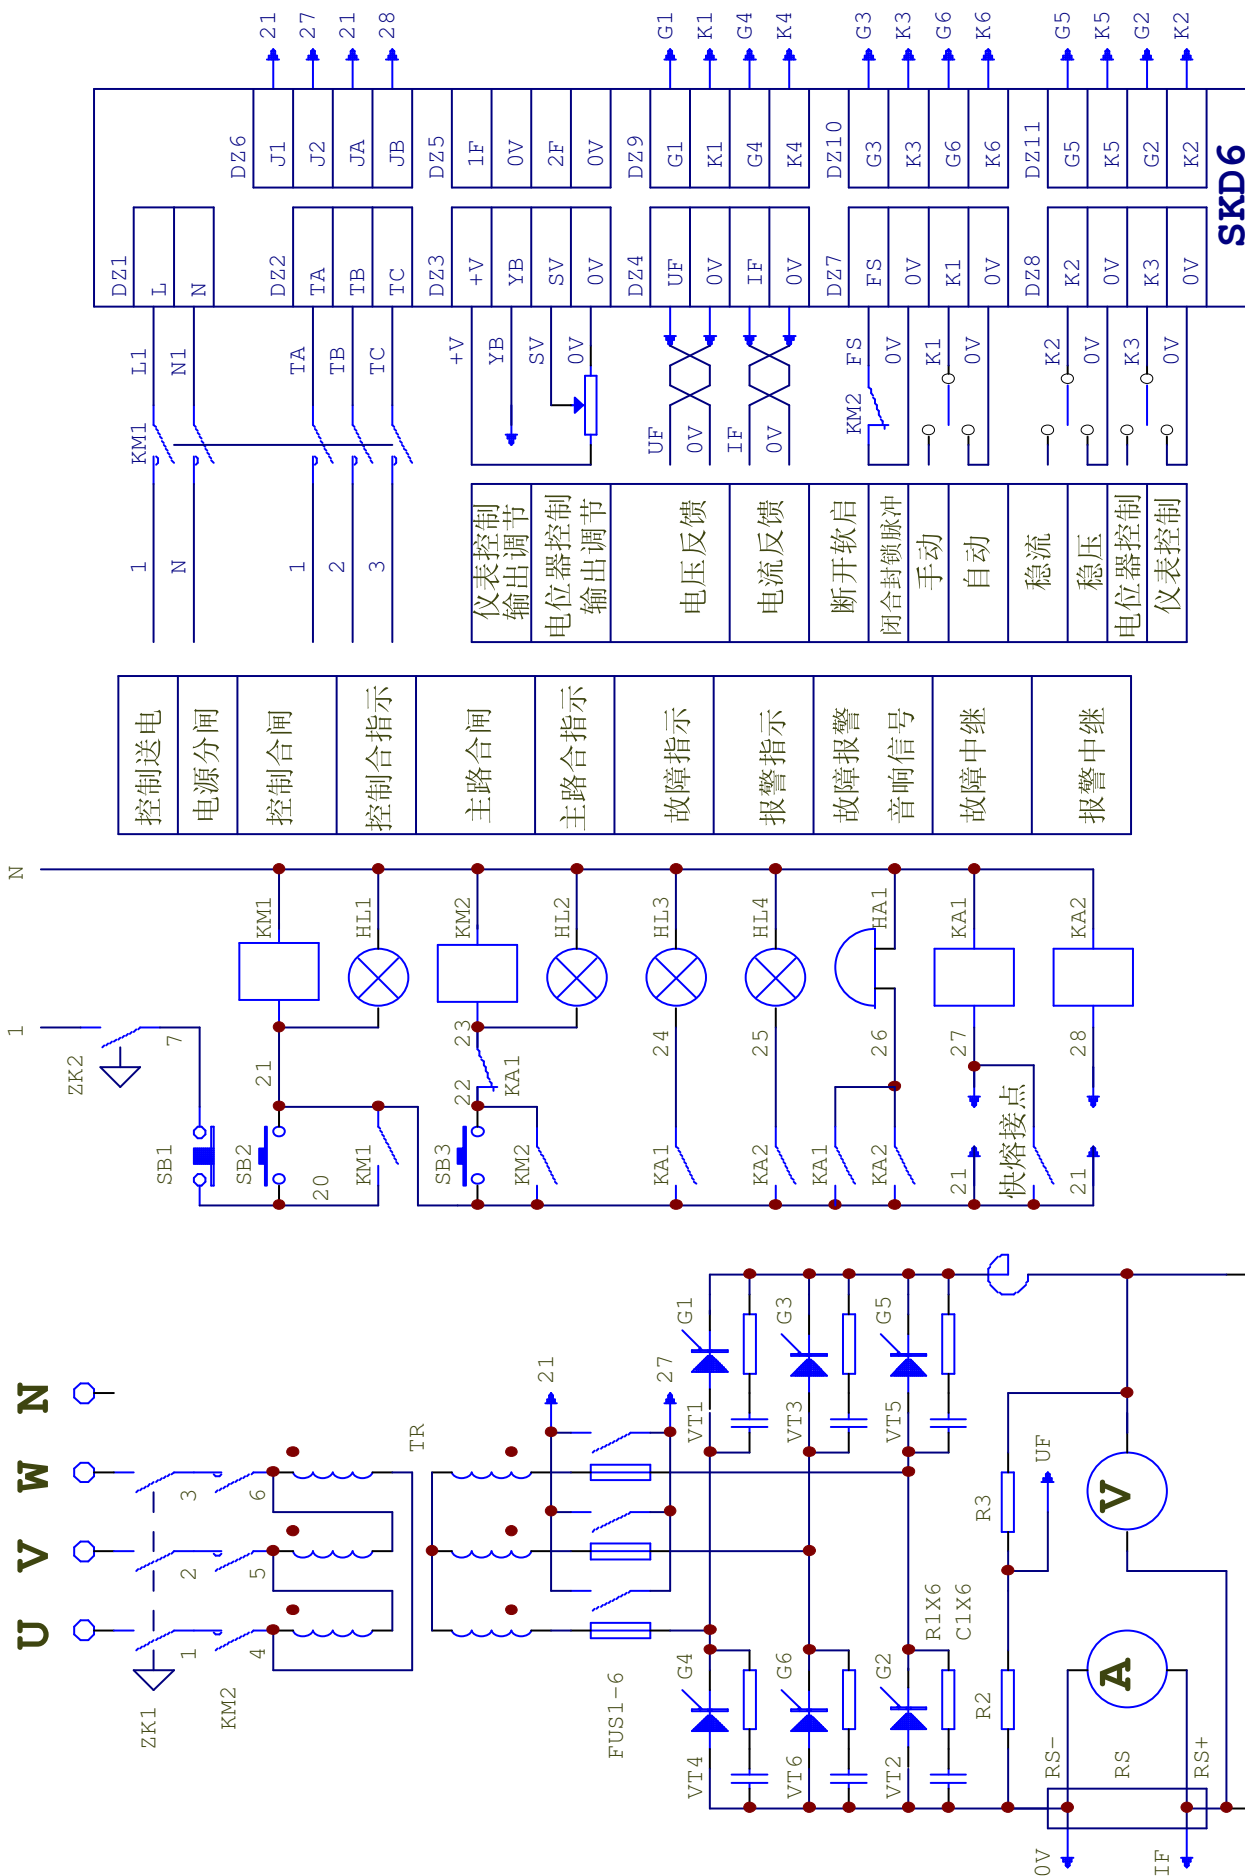 U
V
W
N
ZK1
1
2
3
KM2
4
5
6
TR
21
27
FUS1-6
G1
G3
G5
VT1
VT3
VT5
G4
G6
G2
VT4
VT6
VT2
R1X6
C1X6
R2
R3
UF
V
A
RS-
RS
RS+
0V
IF
1
N
ZK2
7
SB1
SB2
20
21
KM1
KM1
HL1
SB3
KM2
22
KA1
23
KM2
HL2
KA1
24
HL3
KA2
25
HL4
KA1
KA2
26
HA1
21
27
KA1
快熔接点
21
28
KA2
控制送电
电源分闸
控制合闸
控制合指示
主路合闸
主路合指示
故障指示
报警指示
故障报警
音响信号
故障中继
报警中继
1
N
1
2
3
KM1
L1
N1
TA
TB
TC
仪表控制
输出调节
电位器控制
输出调节
电压反馈
电流反馈
断开软启
闭合封锁脉冲
手动
自动
稳流
稳压
电位器控制
仪表控制
+V
YB
SV
0V
UF
0V
IF
0V
KM2
FS
0V
K1
0V
K2
0V
K3
0V
DZ1
L
N
DZ2
TA
TB
TC
DZ3
+V
YB
SV
0V
DZ4
UF
0V
IF
0V
DZ7
FS
0V
K1
0V
DZ8
K2
0V
K3
0V
DZ6
J1
J2
JA
JB
DZ5
1F
0V
2F
0V
DZ9
G1
K1
G4
K4
DZ10
G3
K3
G6
K6
DZ11
G5
K5
G2
K2
21
27
21
28
G1
K1
G4
K4
G3
K3
G6
K6
G5
K5
G2
K2
SKD6